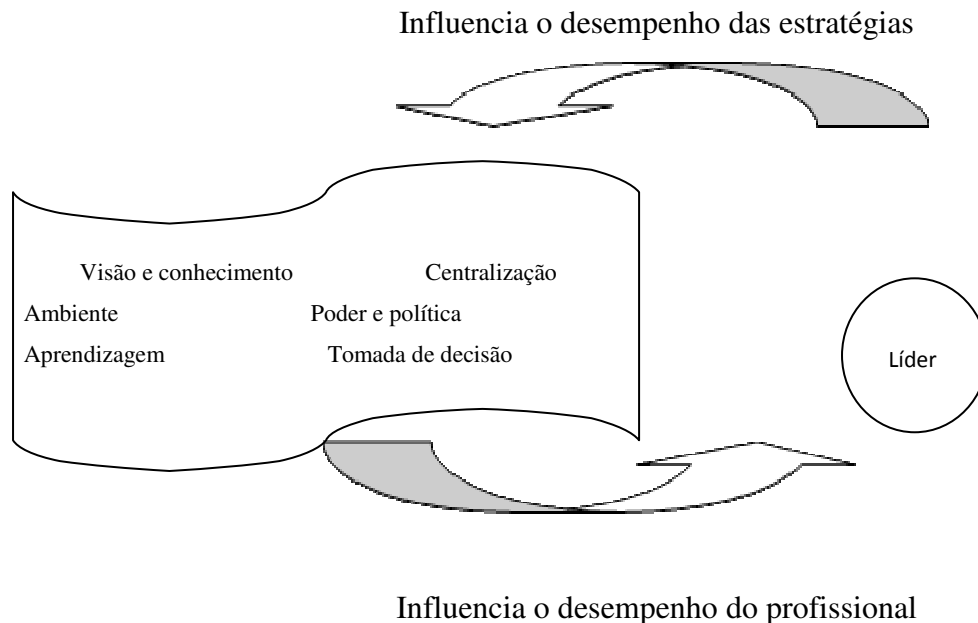 Influencia o desempenho das estratégias
Visão e conhecimento Centralização
Ambiente Poder e política
Aprendizagem Tomada de decisão
Líder
Influencia o desempenho do profissional